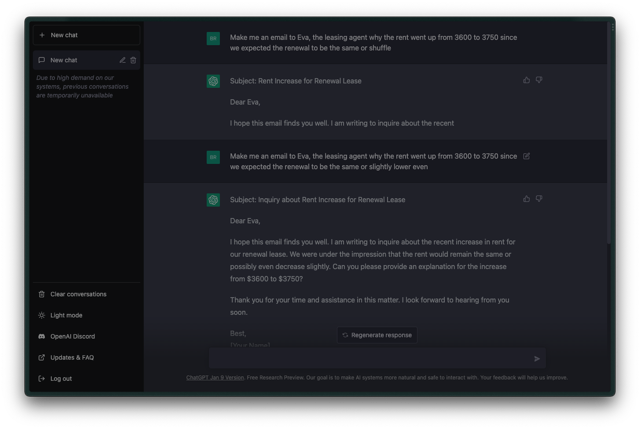 New chat
New chat
Due to high demand on our
systems, previous conversations
are temporarily unavailable
Clear conversations
Light mode
OpenAI Discord
Updates & FAQ
Log out
Make me an email to Eva, the leasing agent why the rent went up from 3600 to 3750 since
we expected the renewal to be the same or shuffle
Subject: Rent Increase for Renewal Lease
Dear Eva,
I hope this email finds you well. I am writing to inquire about the recent
Make me an email to Eva, the leasing agent why the rent went up from 3600 to 3750 since
we expected the renewal to be the same or slightly lower even
Subject: Inquiry about Rent Increase for Renewal Lease
Dear Eva,
I hope this email finds you well. I am writing to inquire about the recent increase in rent for
our renewal lease. We were under the impression that the rent would remain the same or
possibly even decrease slightly. Can you please provide an explanation for the increase
from $3600 to $3750?
Thank you for your time and assistance in this matter. I look forward to hearing from you
soon.
Best,
[Your Name]
Regenerate response
ChatGPT Jan 9 Version. Free Research Preview. Our goal is to make AI systems more natural and safe to interact with. Your feedback will help us improve.